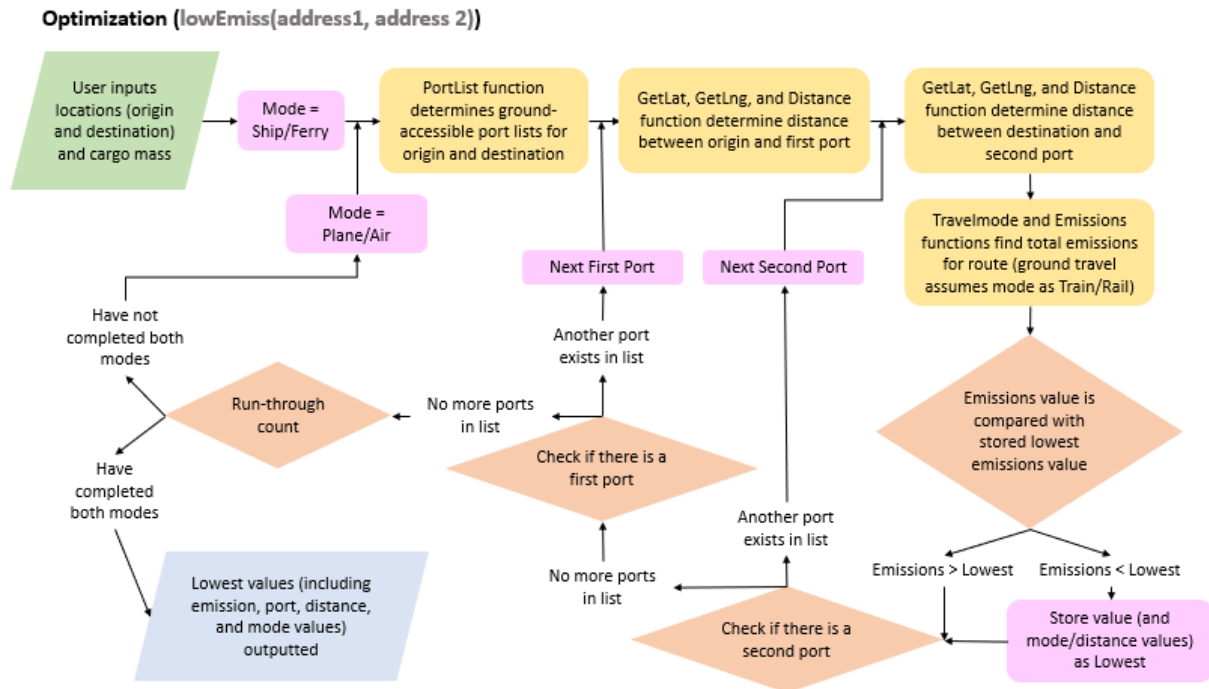 Optimization (lowEmiss(address1, address 2))
User inputs
locations (origin
and destination)
and cargo mass
Mode =
Ship/Ferry
PortList function
determines ground-
accessible port lists for
origin and destination
GetLat, GetLng, and Distance
function determine distance
between origin and first port
GetLat, GetLng, and Distance
function determine distance
between destination and
second port
Mode =
Plane/Air
Next First Port
Next Second Port
Travelmode and Emissions
functions find total emissions
for route (ground travel
assumes mode as Train/Rail)
Have not
completed both
modes
Another port
exists in list
Run-through
count
No more ports
in list
Check if there is a
first port
Emissions value is
compared with
stored lowest
emissions value
Have
completed
both modes
Another port
exists in list
Lowest values (including
emission, port, distance,
and mode values)
outputted
No more ports
in list
Check if there is a
second port
Emissions > Lowest
Emissions < Lowest
Store value (and
mode/distance values)
as Lowest